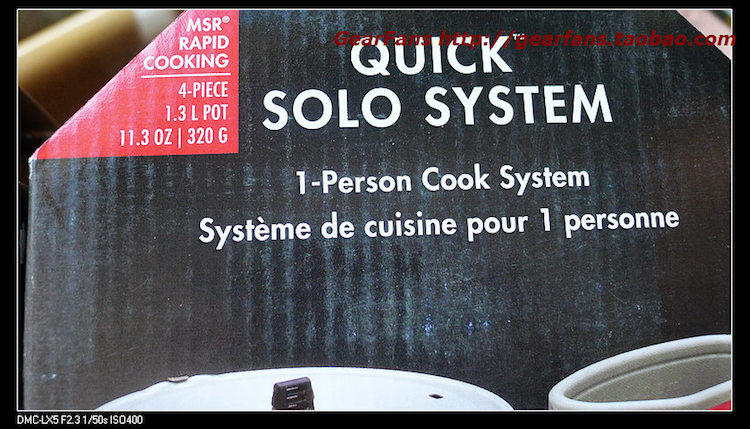 GearFans http://gearfans.taobao.com
MSR®
RAPID
COOKING
4-PIECE
1.3 L POT
11.3 OZ | 320 G
QUICK™
SOLO SYSTEM
1-Person Cook System
Système de cuisine pour 1 personne
DMC-LX5 F2.3 1/50s ISO400